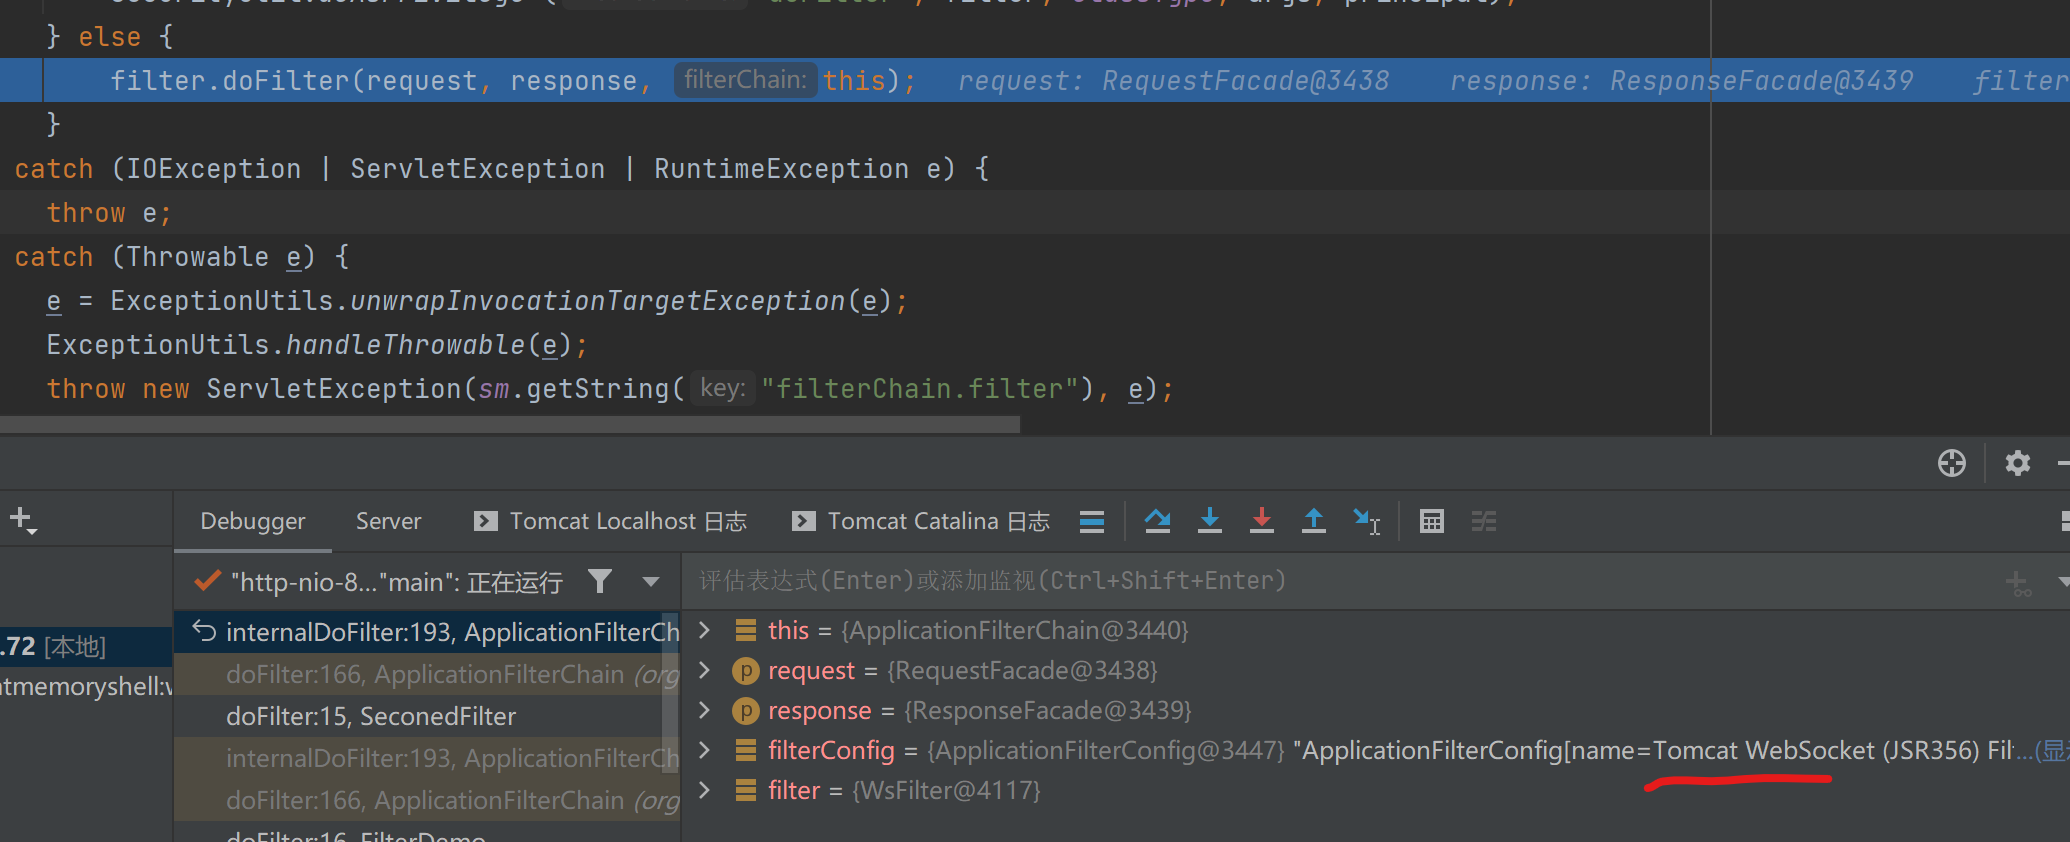 } else {
filter.doFilter(request, response, filterChain: this); request: RequestFacade@3438 response: ResponseFacade@3439 filter
}
catch (IOException | ServletException | RuntimeException e) {
throw e;
catch (Throwable e) {
e = ExceptionUtils.unwrapInvocationTargetException(e);
ExceptionUtils.handleThrowable(e);
throw new ServletException(sm.getString( key: "filterChain.filter"), e);
Debugger Server Tomcat Localhost 日志 Tomcat Catalina 日志
"http-nio-8..."main": 正在运行
评估表达式(Enter)或添加监视(Ctrl+Shift+Enter)
.72 [本地]
atmemoryshell:v
internalDoFilter:193, ApplicationFilterCh
doFilter:166, ApplicationFilterChain (org
doFilter:15, SeconedFilter
internalDoFilter:193, ApplicationFilterCh
doFilter:166, ApplicationFilterChain (org
doFilter:16, FilterDemo
this = {ApplicationFilterChain@3440}
p request = {RequestFacade@3438}
p response = {ResponseFacade@3439}
filterConfig = {ApplicationFilterConfig@3447} "ApplicationFilterConfig[name=Tomcat WebSocket (JSR356) Fil...(显
filter = {WsFilter@4117}